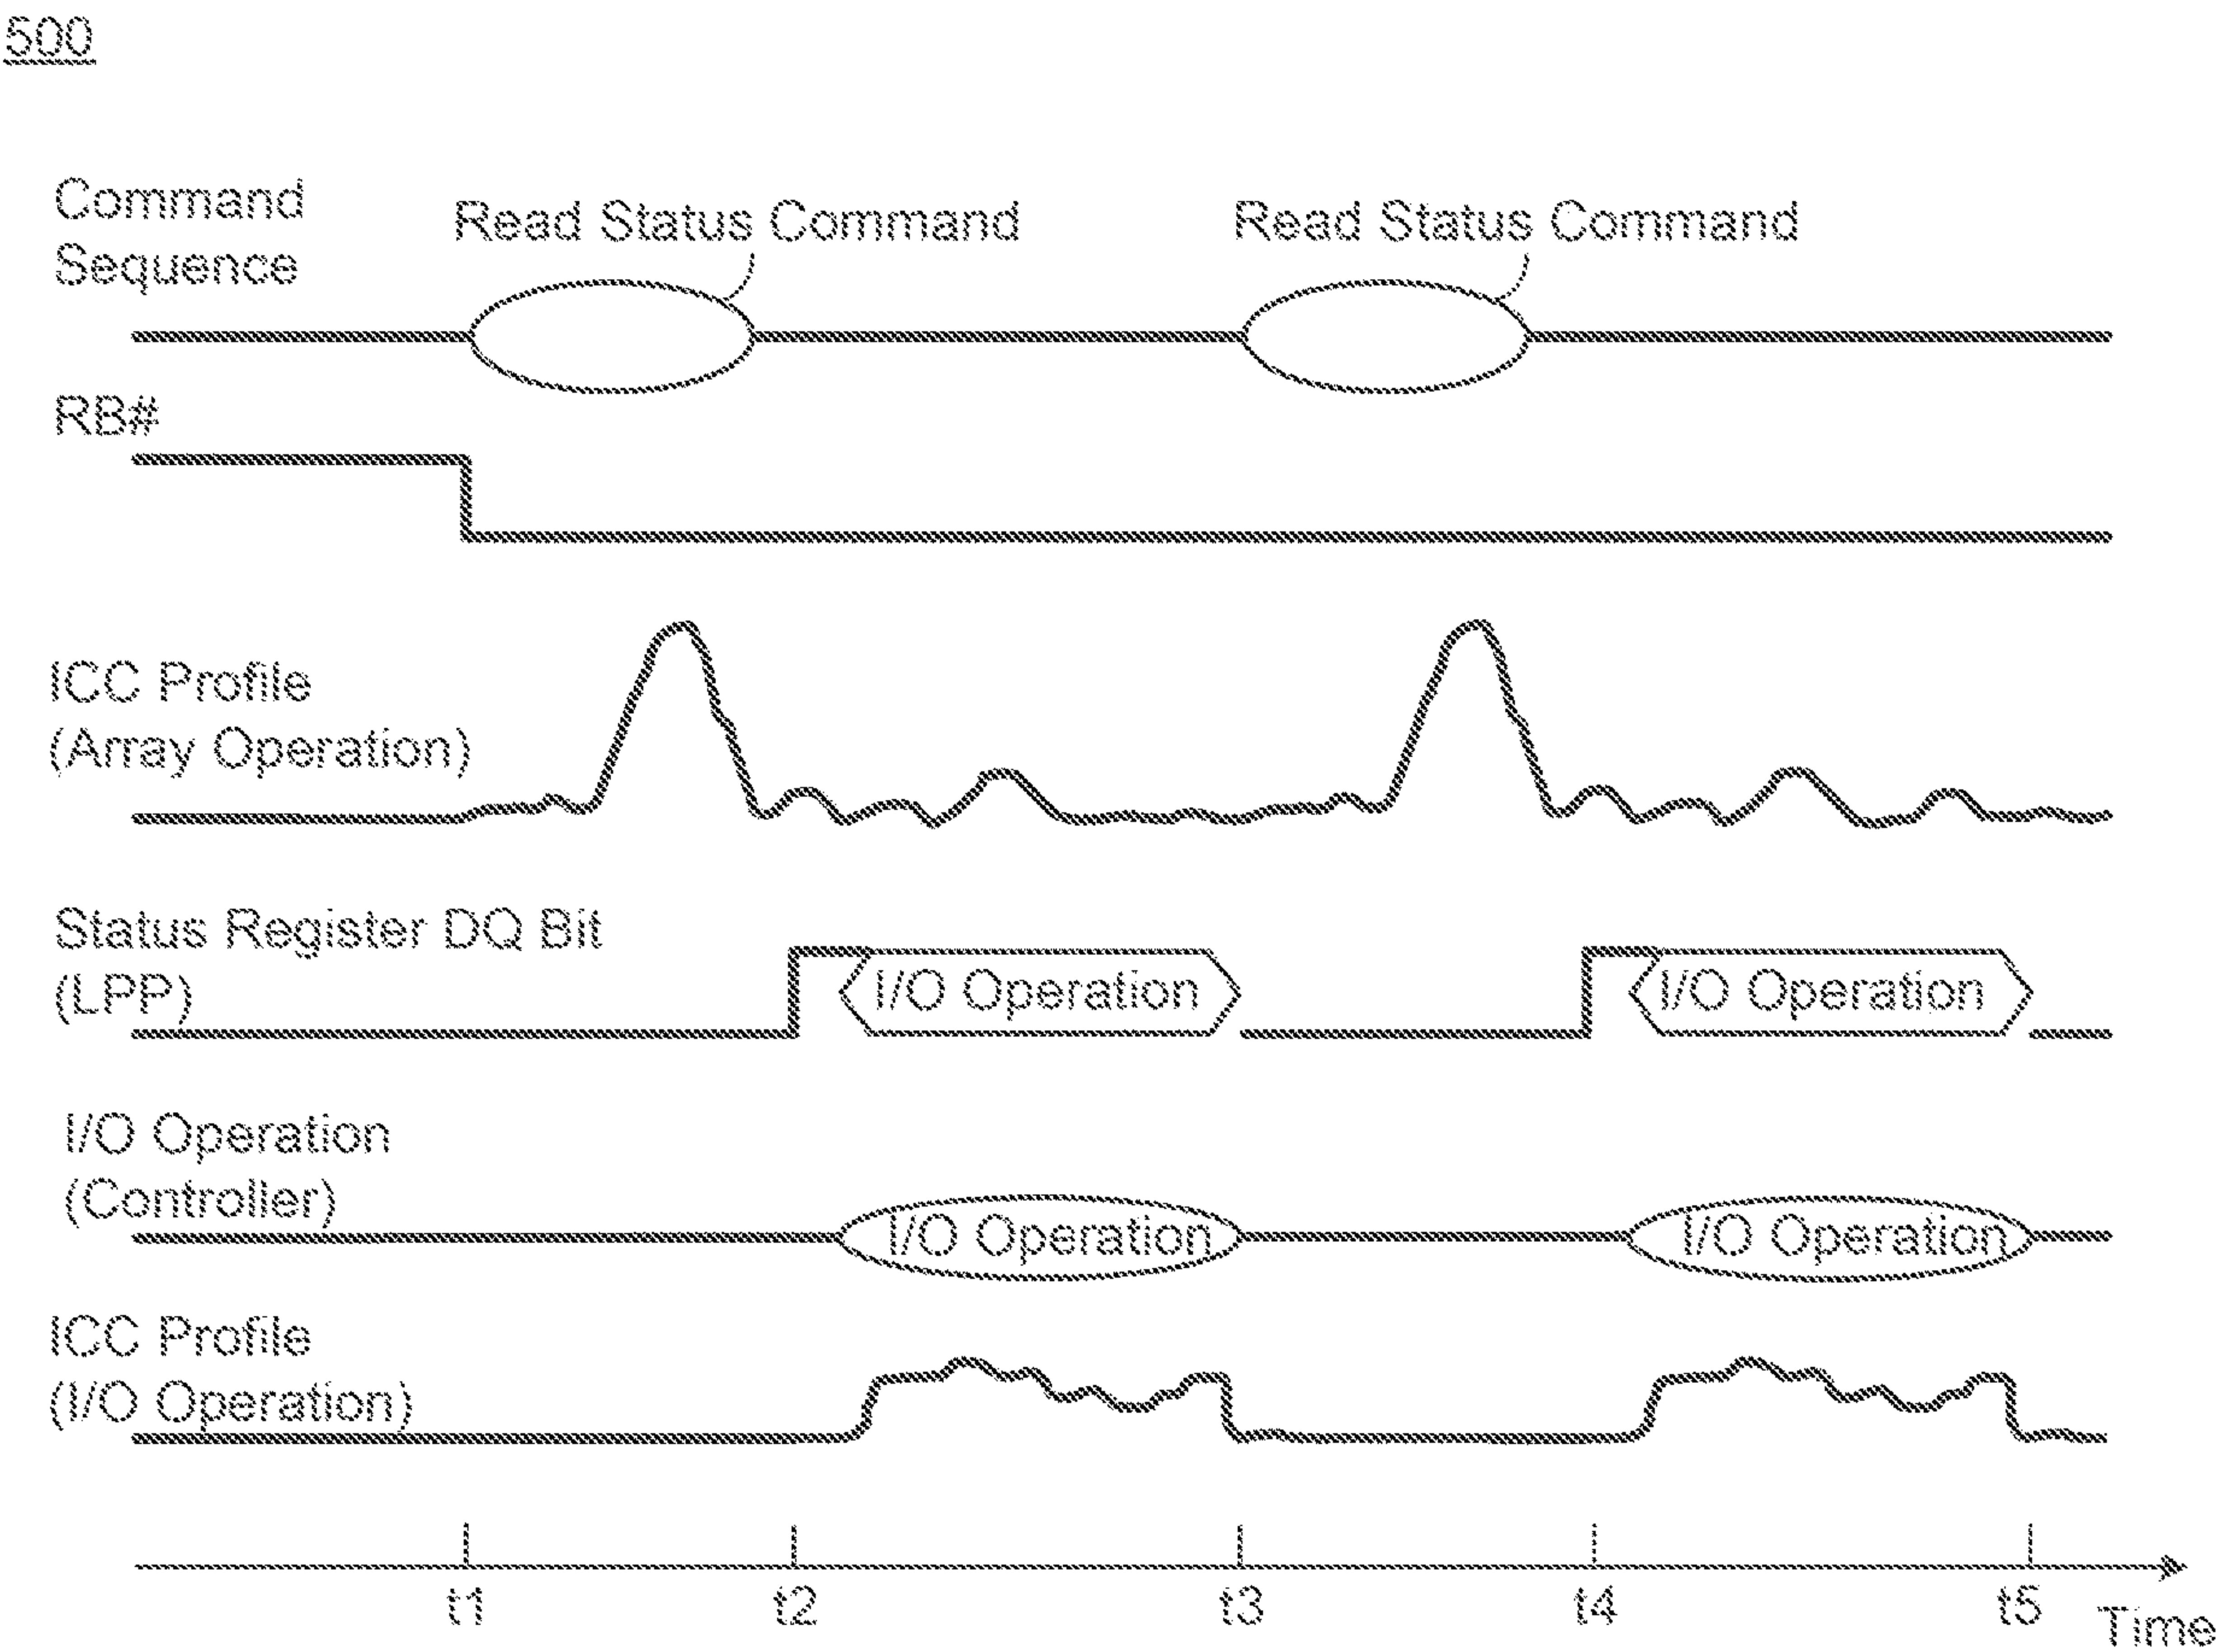 500
Command
Sequence
Read Status Command
Read Status Command
RB#
ICC Profile
(Array Operation)
Status Register DQ Bit
(LPP)
I/O Operation
I/O Operation
I/O Operation
(Controller)
I/O Operation
I/O Operation
ICC Profile
(I/O Operation)
t1
t2
t3
t4
t5
Time